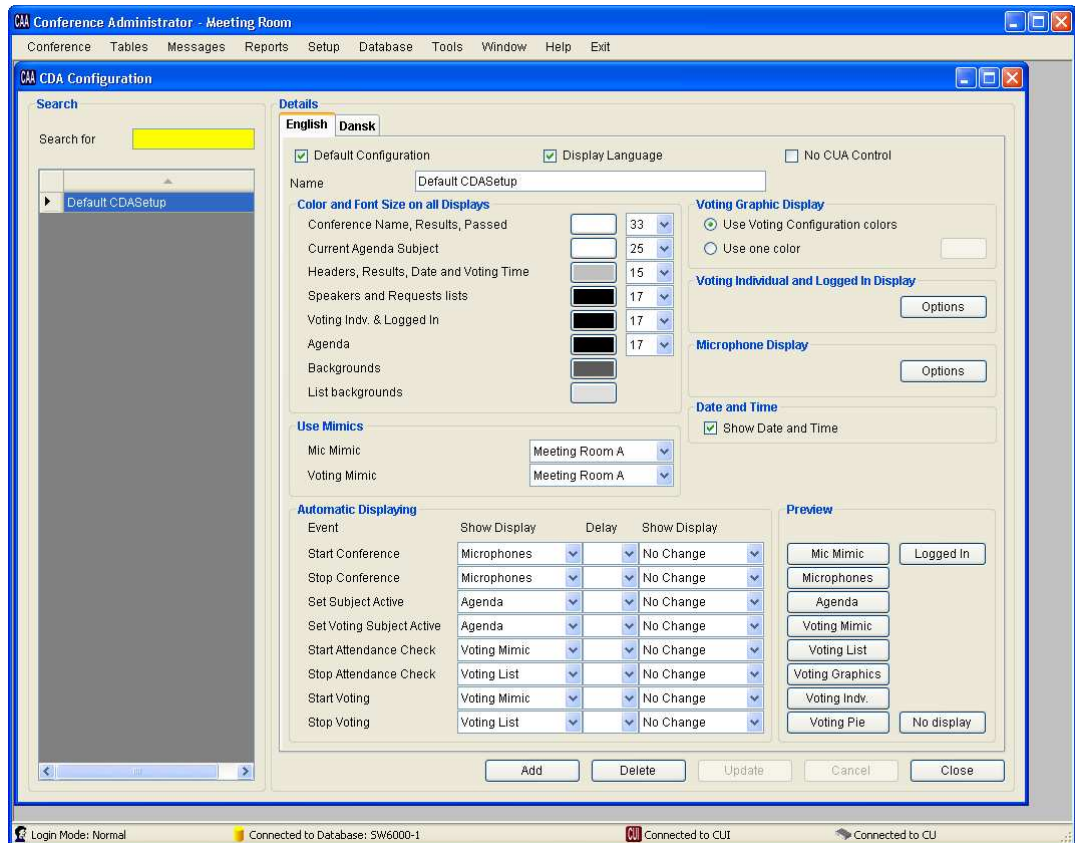 CAA Conference Administrator - Meeting Room
Conference Tables Messages Reports Setup Database Tools Window Help Exit
CAA CDA Configuration
Search
Search for
Default CDASetup
Details
English Dansk
Default Configuration Display Language No CUA Control
Name Default CDASetup
Color and Font Size on all Displays
Conference Name, Results, Passed 33
Current Agenda Subject 25
Headers, Results, Date and Voting Time 15
Speakers and Requests lists 17
Voting Indv. & Logged In 17
Agenda 17
Backgrounds
List backgrounds
Voting Graphic Display
Use Voting Configuration colors
Use one color
Voting Individual and Logged In Display
Options
Microphone Display
Options
Date and Time
Show Date and Time
Use Mimics
Mic Mimic Meeting Room A
Voting Mimic Meeting Room A
Automatic Displaying
Event Show Display Delay Show Display
Start Conference Microphones No Change
Stop Conference Microphones No Change
Set Subject Active Agenda No Change
Set Voting Subject Active Agenda No Change
Start Attendance Check Voting Mimic No Change
Stop Attendance Check Voting List No Change
Start Voting Voting Mimic No Change
Stop Voting Voting List No Change
Preview
Mic Mimic Logged In
Microphones
Agenda
Voting Mimic
Voting List
Voting Graphics
Voting Indv.
Voting Pie No display
Add Delete Update Cancel Close
Login Mode: Normal Connected to Database: SW6000-1 CUI Connected to CUI Connected to CU